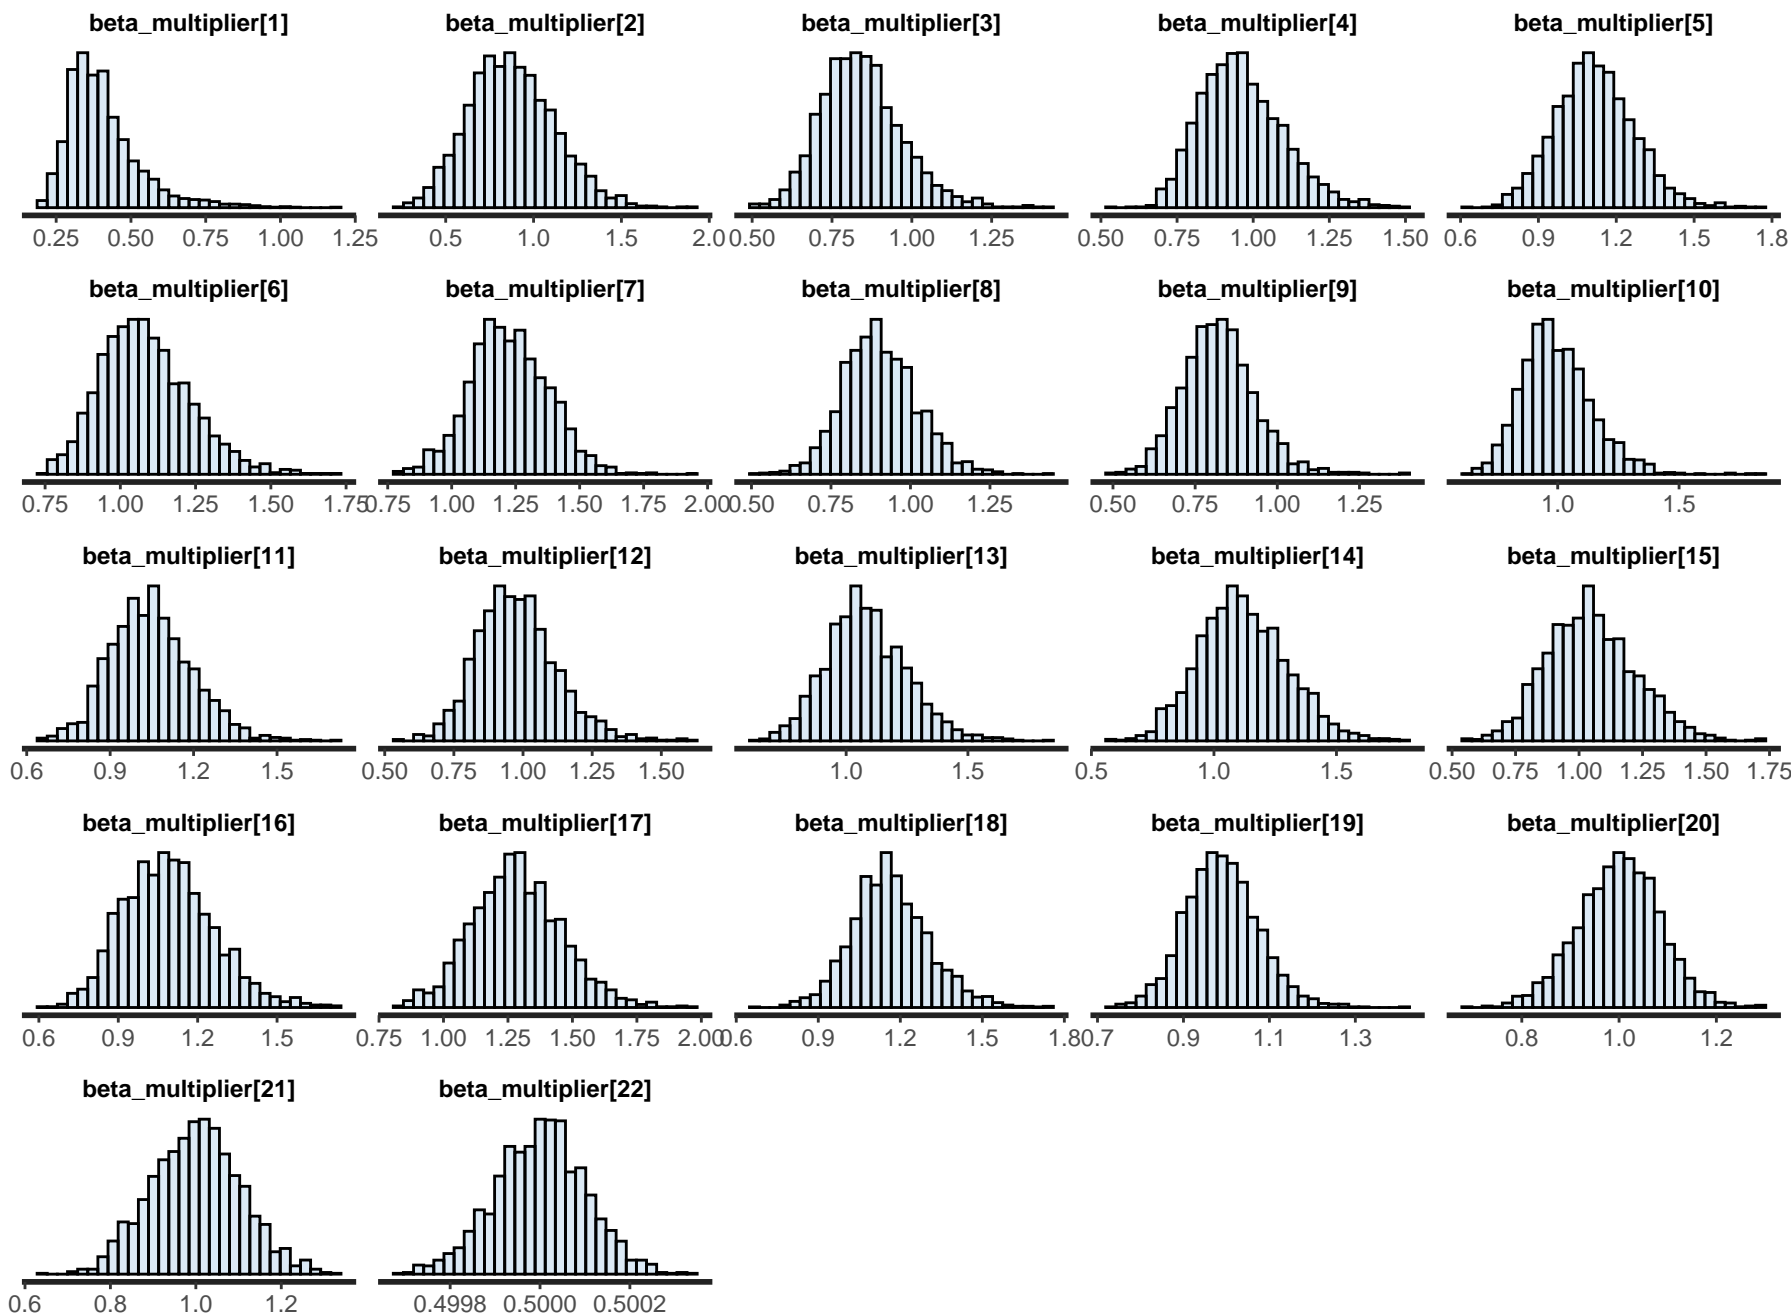 beta_multiplier[1] beta_multiplier[2] beta_multiplier[3] beta_multiplier[4] beta_multiplier[5]
0.25 0.50 0.75 1.00 1.25 0.5 1.0 1.5 2.0 0.50 0.75 1.00 1.25 0.50 0.75 1.00 1.25 1.50 0.6 0.9 1.2 1.5 1.8
beta_multiplier[6] beta_multiplier[7] beta_multiplier[8] beta_multiplier[9] beta_multiplier[10]
0.75 1.00 1.25 1.50 1.75 0.75 1.00 1.25 1.50 1.75 2.00 0.50 0.75 1.00 1.25 0.50 0.75 1.00 1.25 1.0 1.5
beta_multiplier[11] beta_multiplier[12] beta_multiplier[13] beta_multiplier[14] beta_multiplier[15]
0.6 0.9 1.2 1.5 0.50 0.75 1.00 1.25 1.50 1.0 1.5 0.5 1.0 1.5 0.50 0.75 1.00 1.25 1.50 1.75
beta_multiplier[16] beta_multiplier[17] beta_multiplier[18] beta_multiplier[19] beta_multiplier[20]
0.6 0.9 1.2 1.5 0.75 1.00 1.25 1.50 1.75 2.00 0.6 0.9 1.2 1.5 1.8 0.7 0.9 1.1 1.3 0.8 1.0 1.2
beta_multiplier[21] beta_multiplier[22]
0.6 0.8 1.0 1.2 0.4998 0.5000 0.5002